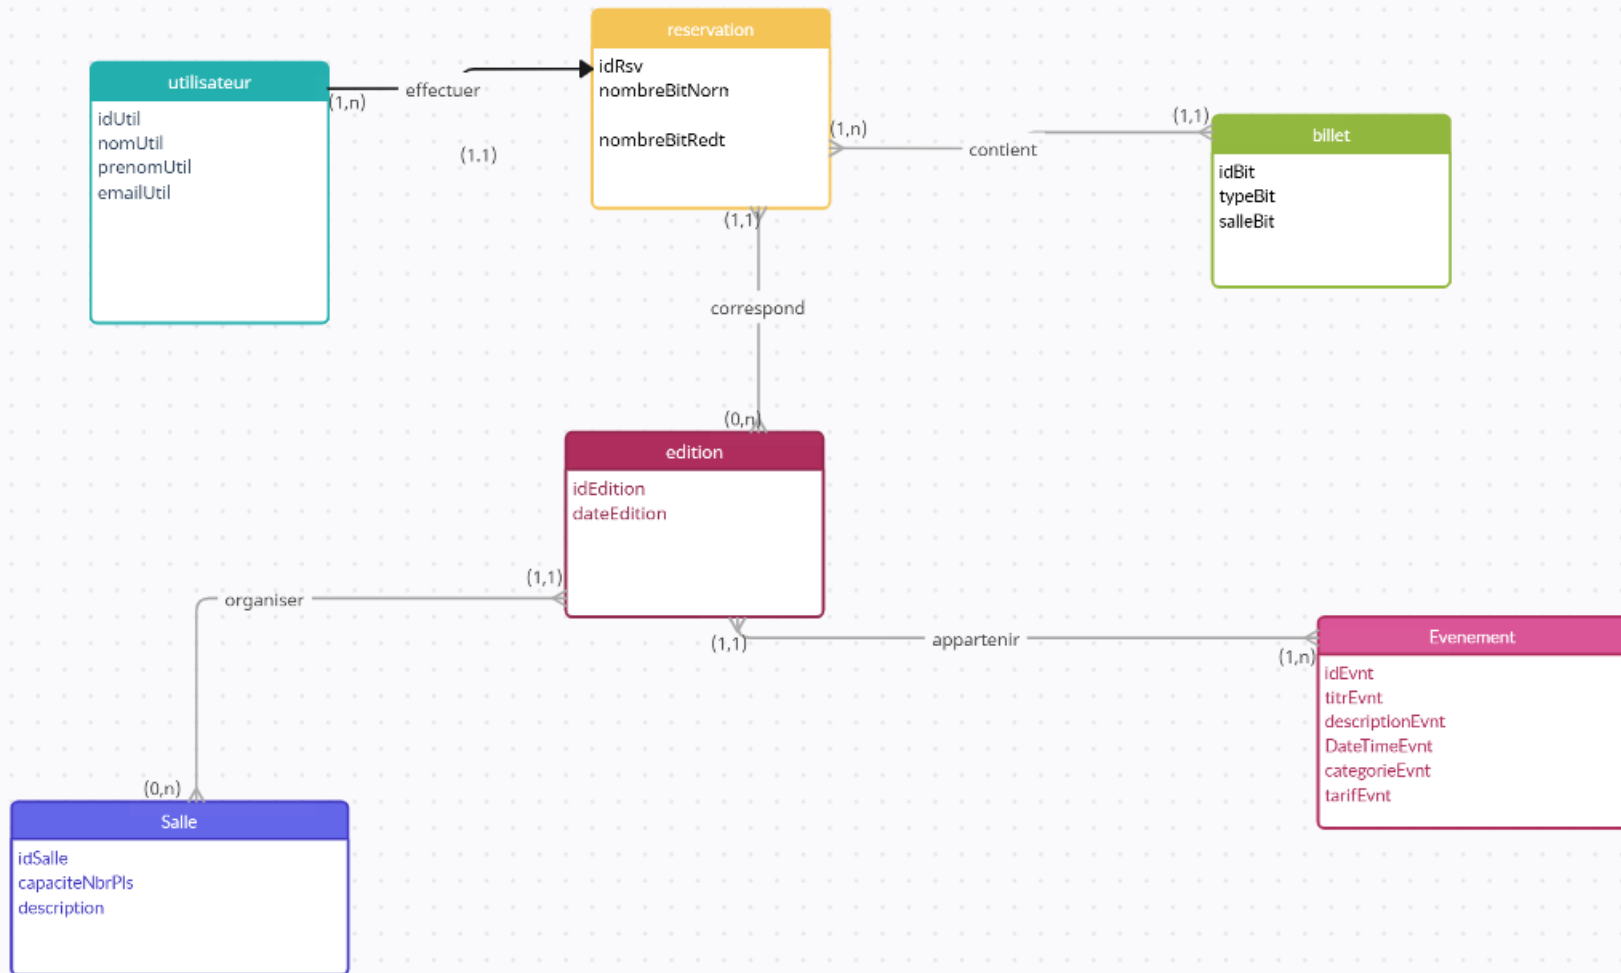 reservation
idRsv
nombreBitNorn
nombreBitRedt
utilisateur
idUtil
nomUtil
prenomUtil
emailUtil
(1,n)
effectuer
(1.1)
(1,n)
contient
(1,1)
billet
idBit
typeBit
salleBit
(1,1)
correspond
(0,n)
edition
idEdition
dateEdition
(1,1)
organiser
(1,1)
appartenir
(1,n)
Evenement
idEvnt
titrEvnt
descriptionEvnt
DateTimeEvnt
categorieEvnt
tarifEvnt
(0,n)
Salle
idSalle
capaciteNbrPls
description